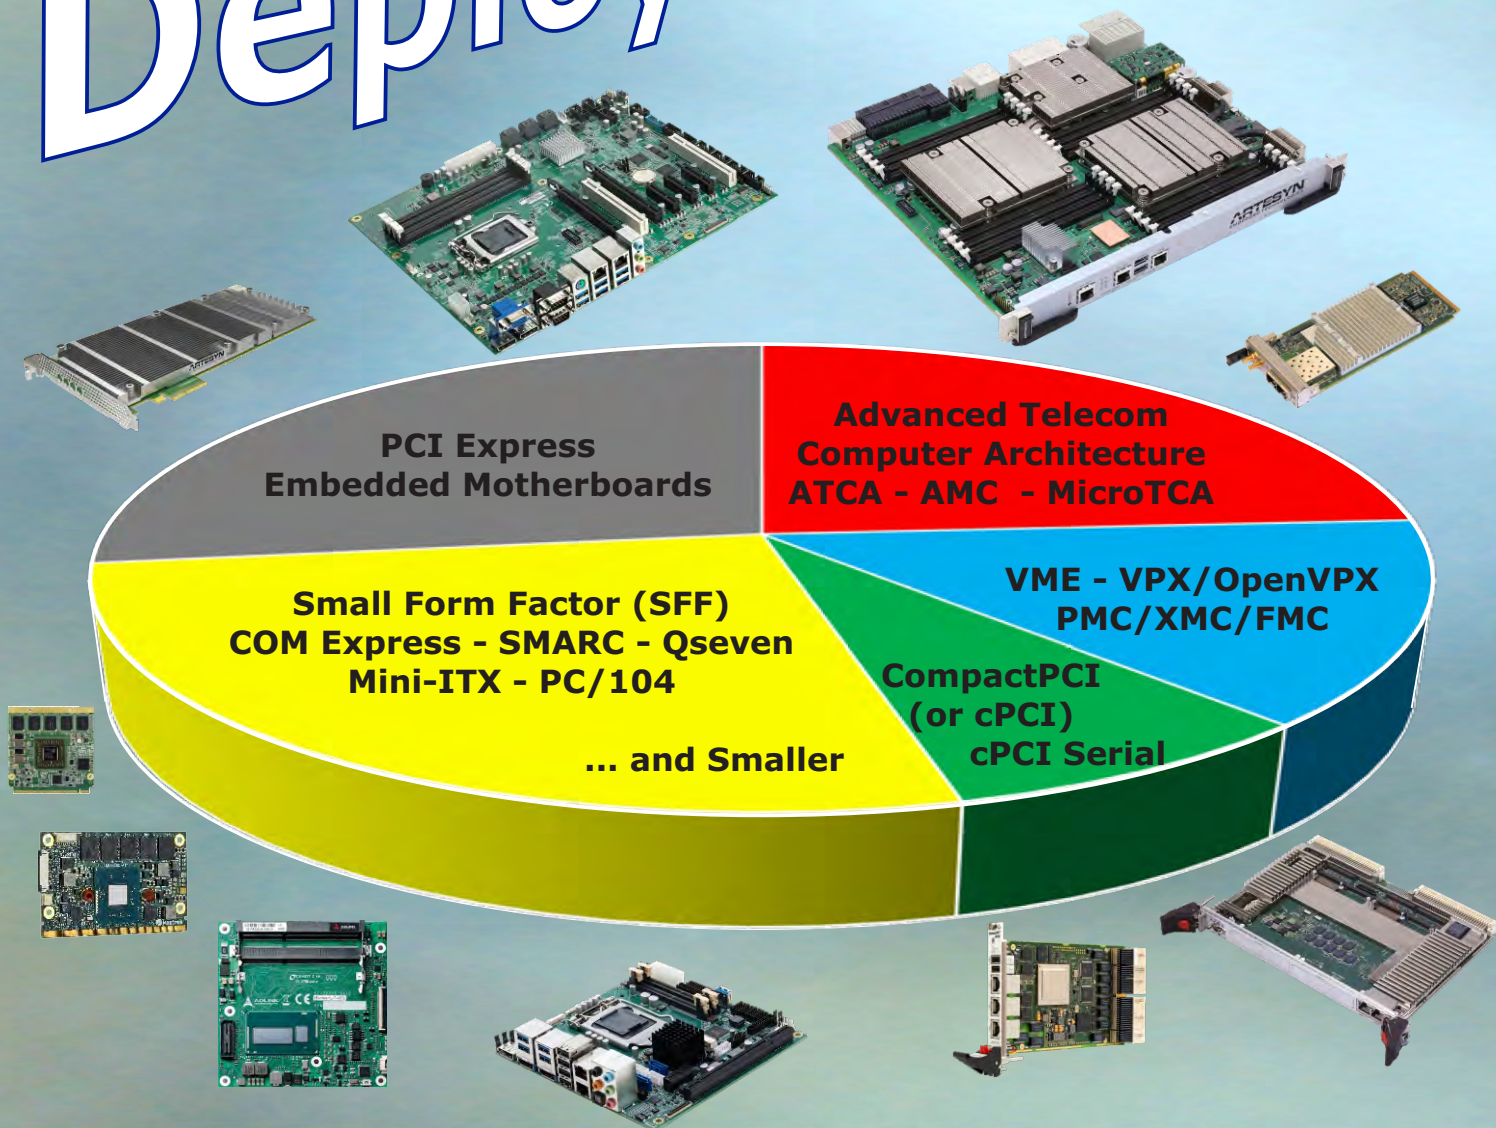 Deploy
ARTESYN
ARTESYN
PCI Express
Embedded Motherboards
Advanced Telecom
Computer Architecture
ATCA - AMC  - MicroTCA
VME - VPX/OpenVPX
PMC/XMC/FMC
Small Form Factor (SFF)
COM Express - SMARC - Qseven
Mini-ITX - PC/104
... and Smaller
CompactPCI
(or cPCI)
cPCI Serial
ADLINK
CE